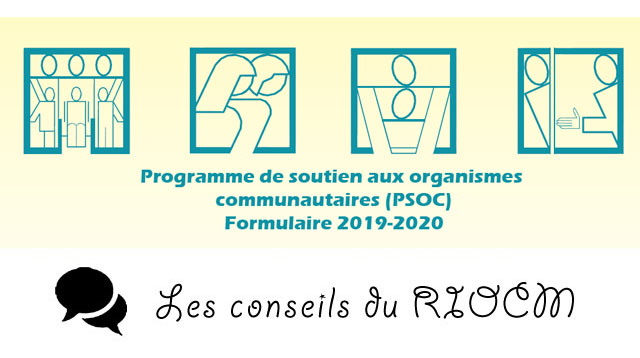 Programme de soutien aux organismes
communautaires (PSOC)
Formulaire 2019-2020
Les conseils du RIOCM